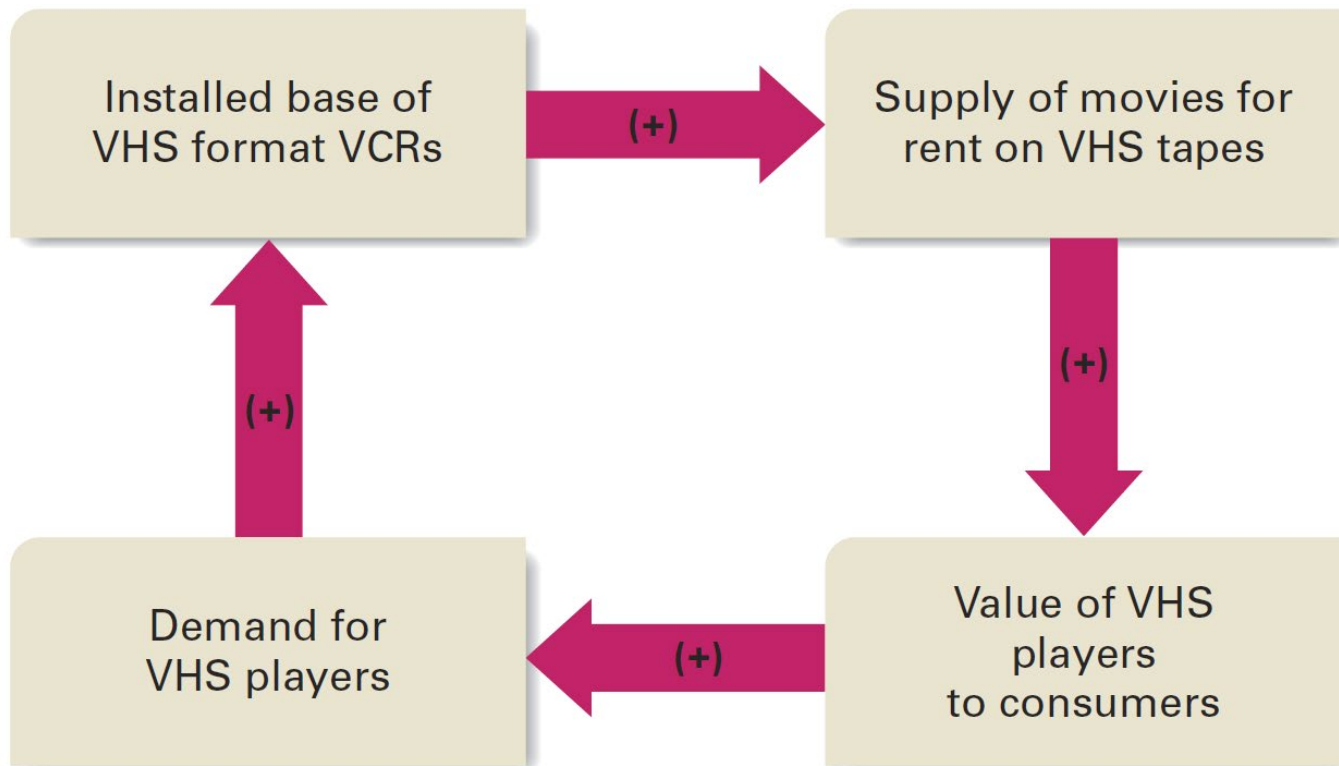 Installed base of
VHS format VCRs
(+)
Supply of movies for
rent on VHS tapes
(+)
Value of VHS
players
to consumers
(+)
Demand for
VHS players
(+)